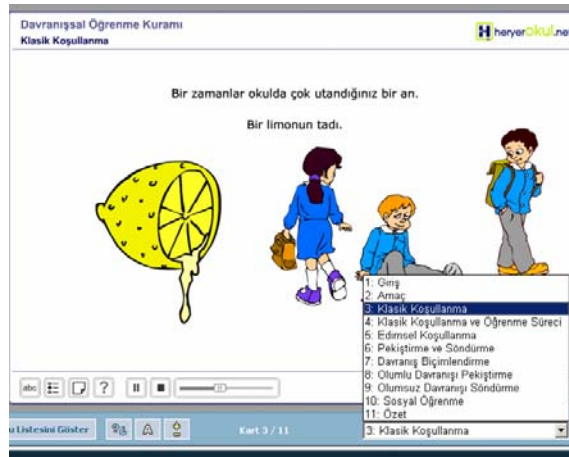 Davranışsal Öğrenme Kuramı
Klasik Koşullanma
heryerokul.net
Bir zamanlar okulda çok utandığınız bir an.
Bir limonun tadı.
1: Giriş
2: Amaç
3: Klasik Koşullanma
4: Klasik Koşullanma ve Öğrenme Süreci
5: Edimsel Koşullanma
6: Pekiştirme ve Söndürme
7: Davranış Biçimlendirme
8: Olumlu Davranışı Pekiştirme
9: Olumsuz Davranışı Söndürme
10: Sosyal Öğrenme
11: Özet
abc ?
u Listesini Göster
A
Kart 3 / 11
3: Klasik Koşullanma